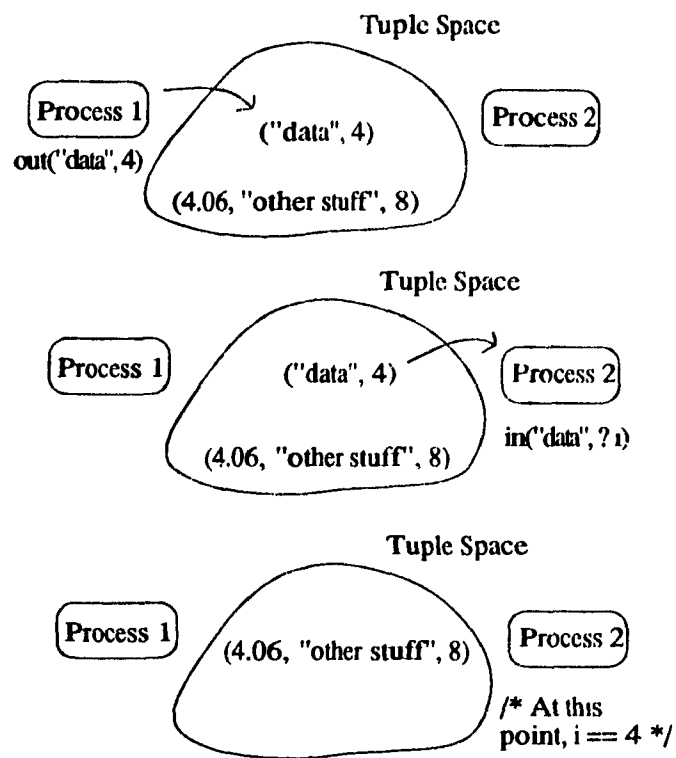 Tuple Space
Process 1
("data", 4)
Process 2
out("data", 4)
(4.06, "other stuff", 8)
Tuple Space
Process 1
("data", 4)
Process 2
(4.06, "other stuff", 8)
in("data", ? i)
Tuple Space
Process 1
(4.06, "other stuff", 8)
Process 2
/* At this
point, i == 4 */